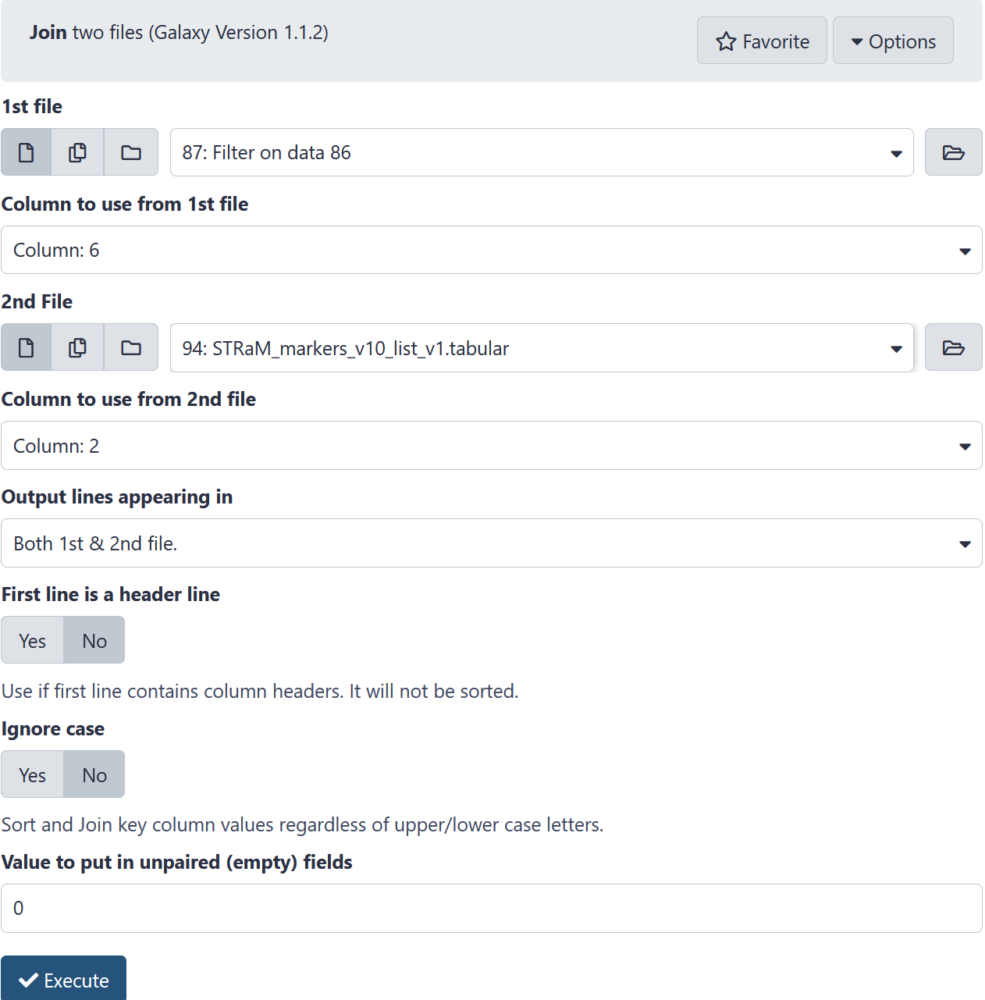 Join two files (Galaxy Version 1.1.2)
Favorite
Options
1st file
87: Filter on data 86
Column to use from 1st file
Column: 6
2nd File
94: STRaM_markers_v10_list_v1.tabular
Column to use from 2nd file
Column: 2
Output lines appearing in
Both 1st & 2nd file.
First line is a header line
Yes No
Use if first line contains column headers. It will not be sorted.
Ignore case
Yes No
Sort and Join key column values regardless of upper/lower case letters.
Value to put in unpaired (empty) fields
0
Execute